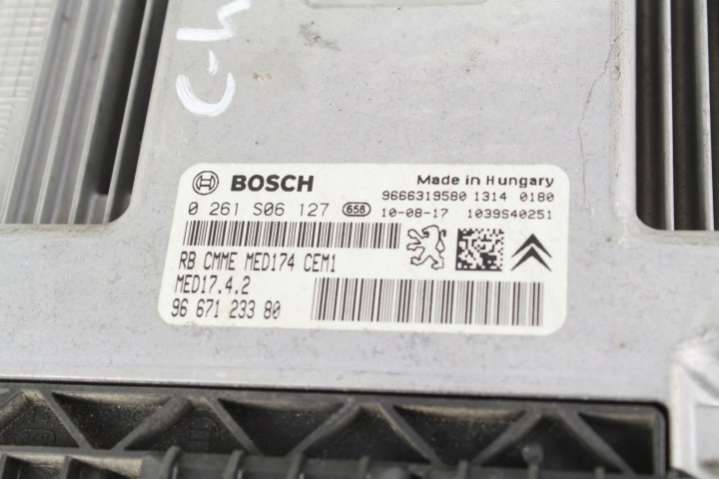 C-4
BOSCH
Made in Hungary
9666319580 1314 0180
0 261 S06 127 658 10-08-17 1039S40251
RB CMME MED174 CEM1
MED17.4.2
96 671 233 80